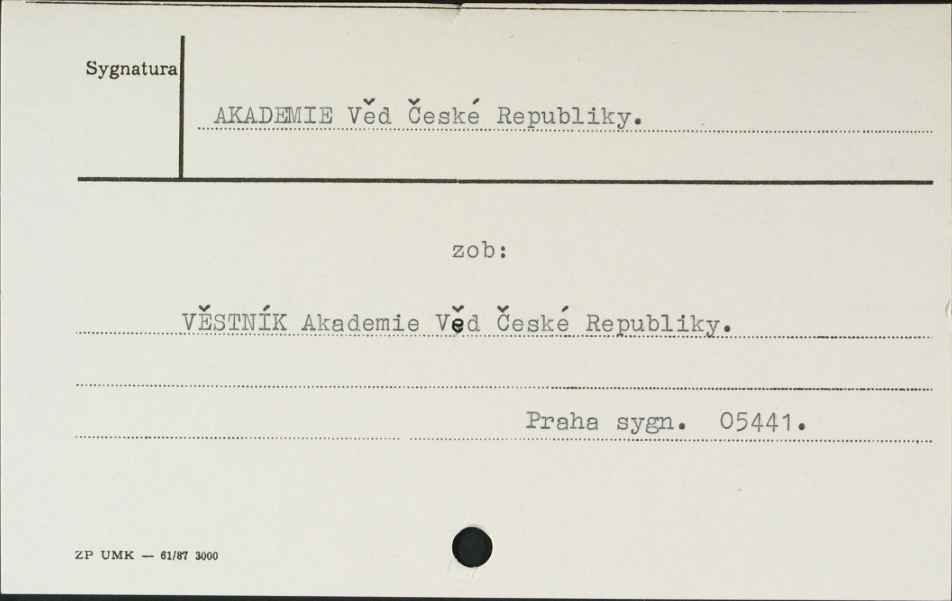 Sygnatura
AKADEMIE Věd České Republiky.
zob:
VĚSTNÍK Akademie Věd České Republiky.
Praha sygn. 05441.
ZP UMK — 61/87 3000